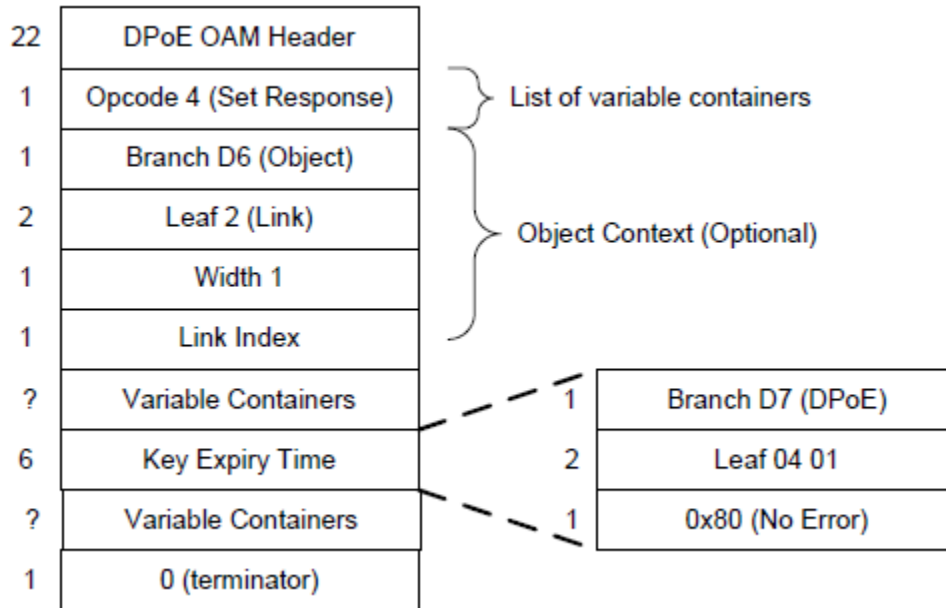 22 DPoE OAM Header
1 Opcode 4 (Set Response) List of variable containers
1 Branch D6 (Object)
2 Leaf 2 (Link) Object Context (Optional)
1 Width 1
1 Link Index
? Variable Containers 1 Branch D7 (DPoE)
6 Key Expiry Time 2 Leaf 04 01
? Variable Containers 1 0x80 (No Error)
1 0 (terminator)